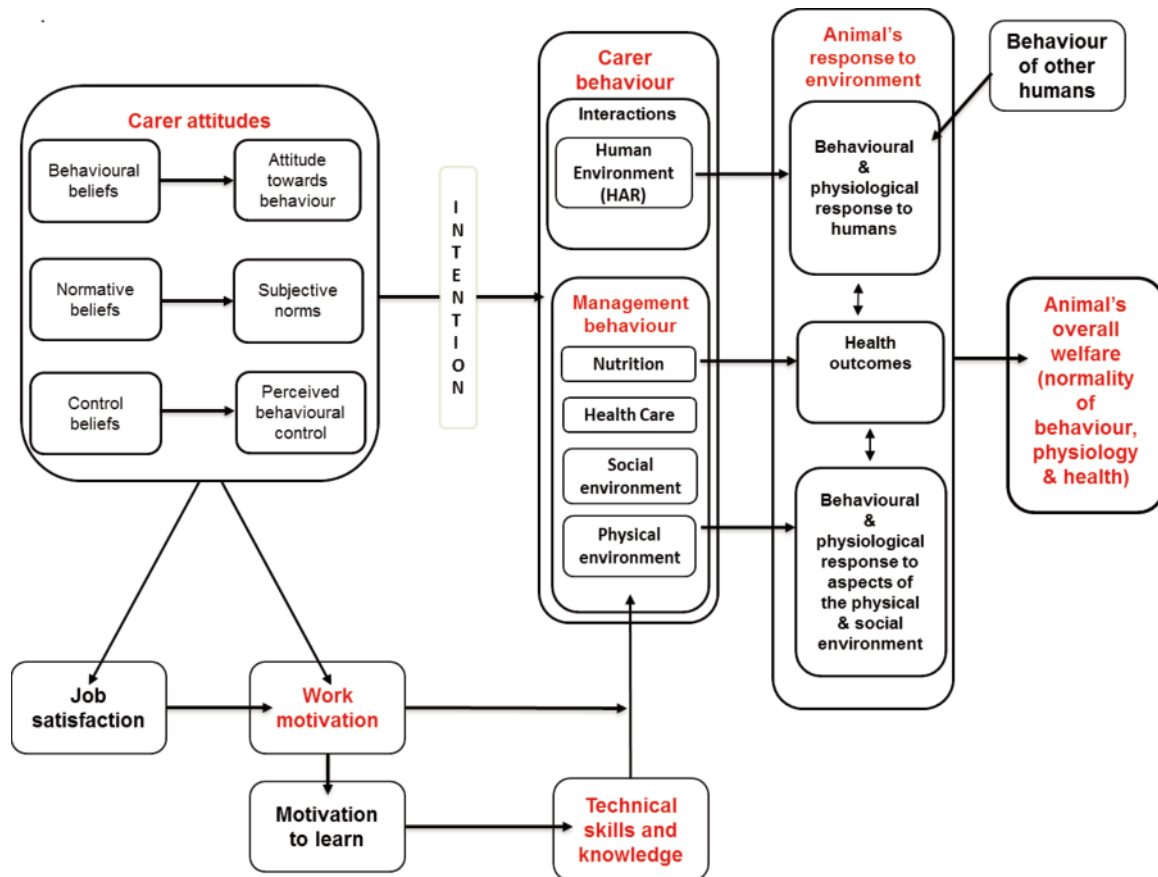 Carer attitudes
Behavioural
beliefs
Attitude
towards
behaviour
Normative
beliefs
Subjective
norms
Control
beliefs
Perceived
behavioural
control
I
N
T
E
N
T
I
O
N
Carer
behaviour
Interactions
Human
Environment
(HAR)
Management
behaviour
Nutrition
Health Care
Social
environment
Physical
environment
Animal's
response to
environment
Behavioural
&
physiological
response to
humans
Health
outcomes
Behavioural
&
physiological
response to
aspects of
the physical
& social
environment
Behaviour
of other
humans
Animal's
overall
welfare
(normality
of
behaviour,
physiology
& health)
Job
satisfaction
Work
motivation
Motivation
to learn
Technical
skills and
knowledge